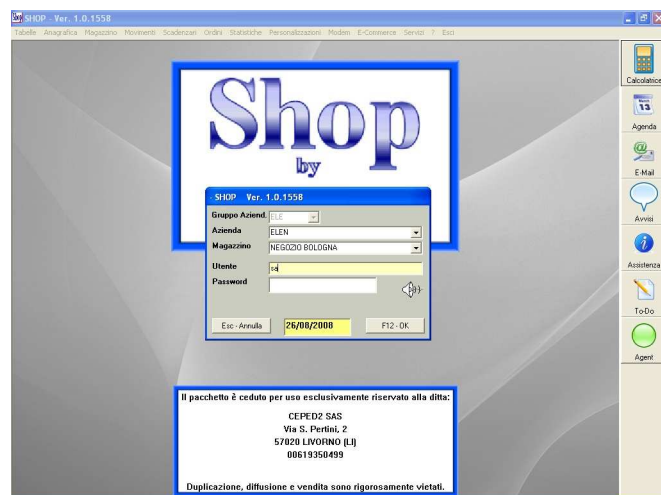 SHOP - Ver. 1.0.1558
Tabelle Anagrafica Magazzino Movimenti Scadenzari Ordini Statistiche Personalizzazioni Modem E-Commerce Servizi ? Esci
Shop
by
SHOP Ver. 1.0.1558
Gruppo Aziend. ELE
Azienda ELEN
Magazzino NEGOZIO BOLOGNA
Utente sa
Password
Esc - Annulla 26/08/2008 F12 - OK
Il pacchetto è ceduto per uso esclusivamente riservato alla ditta:
CEPED2 SAS
Via S. Pertini, 2
57020 LIVORNO (LI)
00619350499
Duplicazione, diffusione e vendita sono rigorosamente vietati.
Calcolatrice
13
Agenda
E-Mail
Avvisi
Assistenza
To-Do
Agent